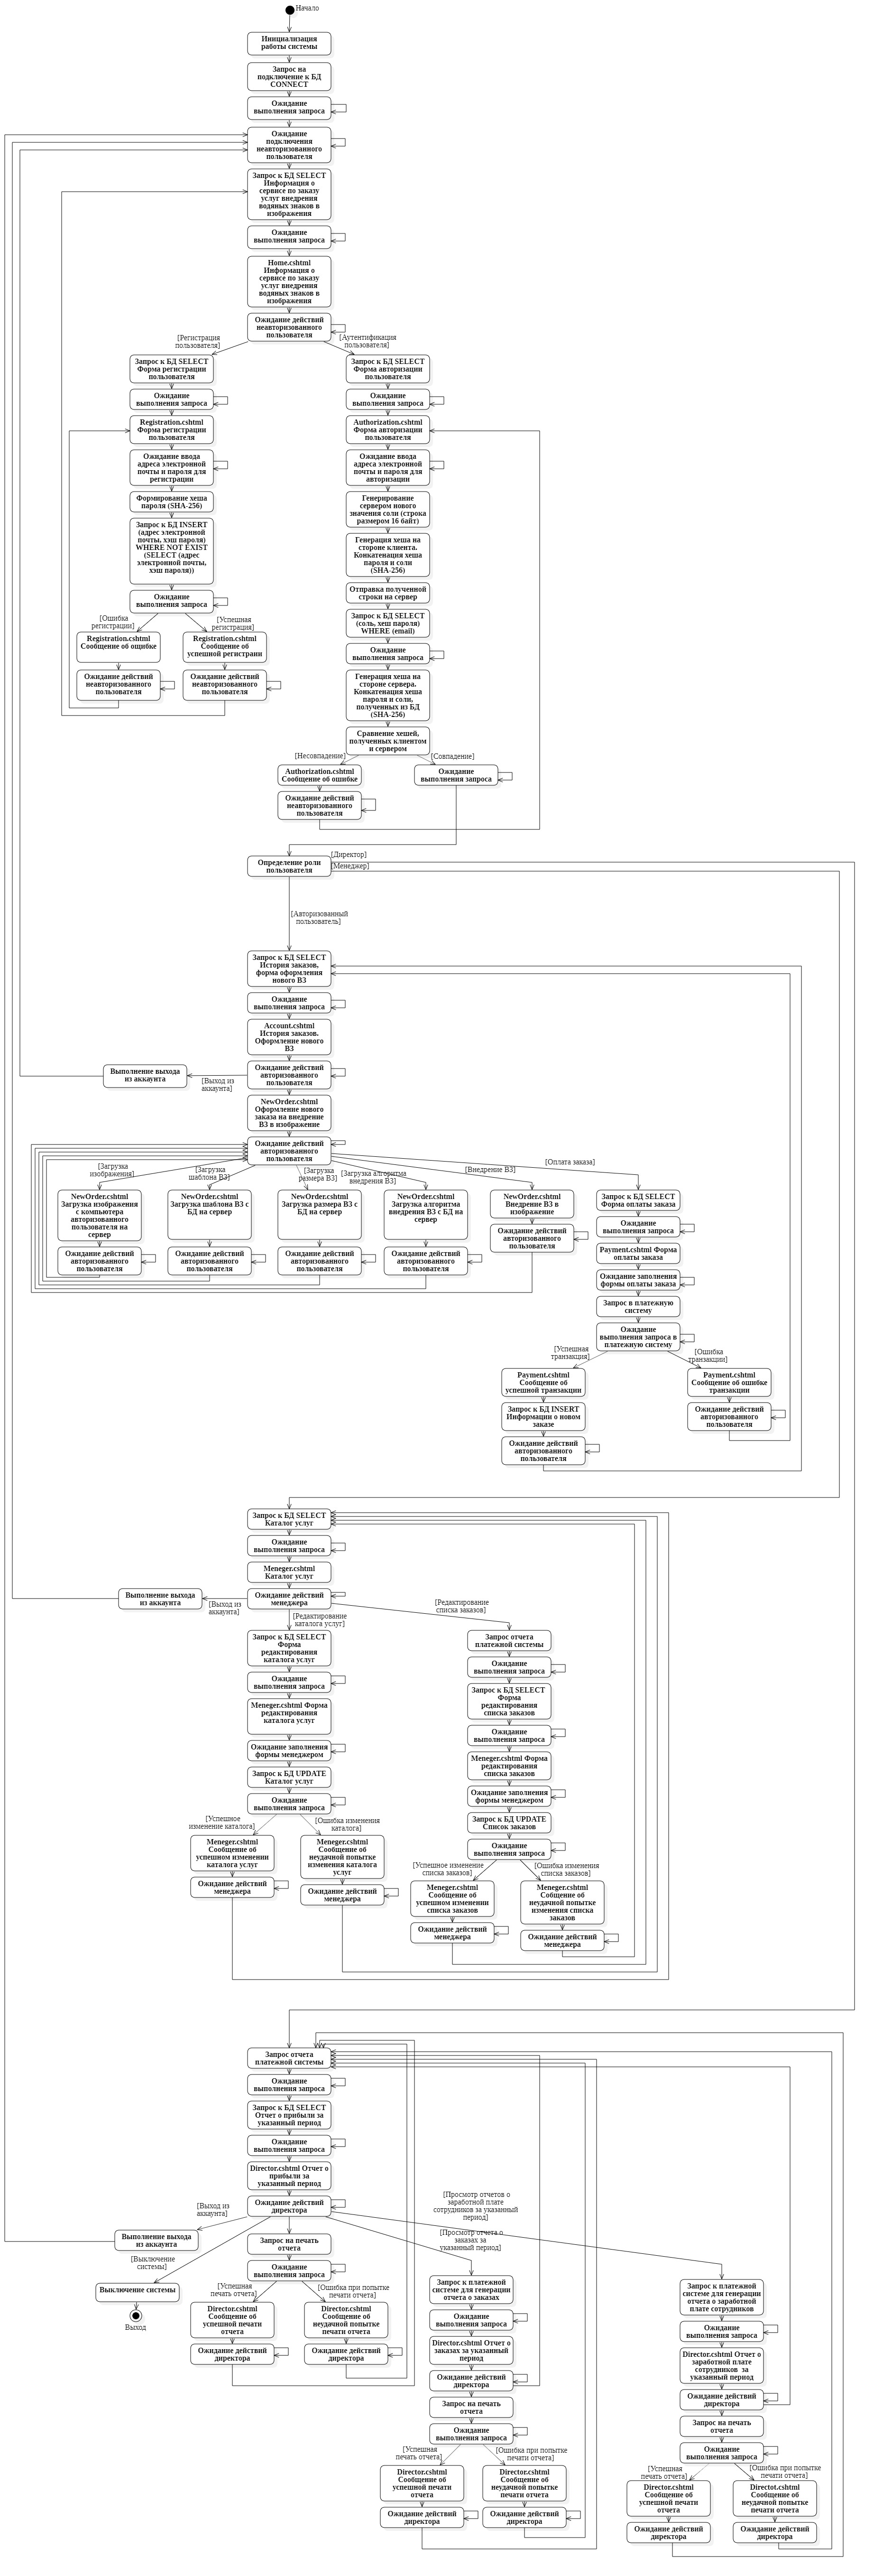 Начало
Инициализация
работы системы
Запрос на
подключение к БД
CONNECT
Ожидание
выполнения запроса
Ожидание
подключения
неавторизованного
пользователя
Запрос к БД SELECT
Информация о
сервисе по заказу
услуг внедрения
водяных знаков в
изображения
Ожидание
выполнения запроса
Home.cshtml
Информация о
сервисе по заказу
услуг внедрения
водяных знаков в
изображения
Ожидание действий
неавторизованного
пользователя
[Регистрация
пользователя]
[Аутентификация
пользователя]
Запрос к БД SELECT
Форма регистрации
пользователя
Ожидание
выполнения запроса
Registration.cshtml
Форма регистрации
пользователя
Ожидание ввода
адреса электронной
почты и пароля для
регистрации
Формирование хеша
пароля (SHA-256)
Запрос к БД INSERT
(адрес электронной
почты, хэш пароля)
WHERE NOT EXIST
(SELECT (адрес
электронной почты,
хэш пароля))
Ожидание
выполнения запроса
[Ошибка
регистрации]
[Успешная
регистрация]
Registration.cshtml
Сообщение об ощибке
Ожидание действий
неавторизованного
пользователя
Registration.cshtml
Сообщение об
успешной регистрации
Ожидание действий
неавторизованного
пользователя
Запрос к БД SELECT
Форма авторизации
пользователя
Ожидание
выполнения запроса
Authorization.cshtml
Форма авторизации
пользователя
Ожидание ввода
адреса электронной
почты и пароля для
авторизации
Генерирование
сервером нового
значения соли (строка
размером 16 байт)
Генерация хеша на
стороне клиента.
Конкатенация хеша
пароля и соли
(SHA-256)
Отправка полученной
строки на сервер
Запрос к БД SELECT
(соль, хеш пароля)
WHERE (email)
Ожидание
выполнения запроса
Генерация хеша на
стороне сервера.
Конкатенация хеша
пароля и соли,
полученных из БД
(SHA-256)
Сравнение хешей,
полученных клиентом
и сервером
[Несовпадение]
[Совпадение]
Authorization.cshtml
Сообщение об ошибке
Ожидание действий
неавторизованного
пользователя
Ожидание
выполнения запроса
Определение роли
пользователя
[Директор]
[Менеджер]
[Авторизованный
пользователь]
Запрос к БД SELECT
История заказов,
форма оформления
нового ВЗ
Ожидание
выполнения запроса
Account.cshtml
История заказов.
Оформление нового
ВЗ
Ожидание действий
авторизованного
пользователя
[Выход из
аккаунта]
Выполнение выхода
из аккаунта
NewOrder.cshtml
Оформление нового
заказа на внедрение
ВЗ в изображение
Ожидание действий
авторизованного
пользователя
[Загрузка
изображения]
[Загрузка
шаблона ВЗ]
[Загрузка
размера ВЗ]
[Загрузка алгоритма
внедрения ВЗ]
[Внедрение ВЗ]
[Оплата заказа]
NewOrder.cshtml
Загрузка изображения
с компьютера
авторизованного
пользователя на
сервер
Ожидание действий
авторизованного
пользователя
NewOrder.cshtml
Загрузка шаблона ВЗ с
БД на сервер
Ожидание действий
авторизованного
пользователя
NewOrder.cshtml
Загрузка размера ВЗ с
БД на сервер
Ожидание действий
авторизованного
пользователя
NewOrder.cshtml
Загрузка алгоритма
внедрения ВЗ с БД на
сервер
Ожидание действий
авторизованного
пользователя
NewOrder.cshtml
Внедрение ВЗ в
изображение
Ожидание действий
авторизованного
пользователя
Запрос к БД SELECT
Форма оплаты заказа
Ожидание
выполнения запроса
Payment.cshtml Форма
оплаты заказа
Ожидание заполнения
формы оплаты заказа
Запрос в платежную
систему
Ожидание
выполнения запроса в
платежную систему
[Успешная
транзакция]
[Ошибка
транзакции]
Payment.cshtml
Сообщение об
успешной транзакции
Запрос к БД INSERT
Информации о новом
заказе
Ожидание действий
авторизованного
пользователя
Payment.cshtml
Сообщение об ошибке
транзакции
Ожидание действий
авторизованного
пользователя
Запрос к БД SELECT
Каталог услуг
Ожидание
выполнения запроса
Meneger.cshtml
Каталог услуг
Ожидание действий
менеджера
[Выход из
аккаунта]
Выполнение выхода
из аккаунта
[Редактирование
каталога услуг]
[Редактирование
списка заказов]
Запрос к БД SELECT
Форма
редактирования
каталога услуг
Ожидание
выполнения запроса
Meneger.cshtml Форма
редактирования
каталога услуг
Ожидание заполнения
формы менеджером
Запрос к БД UPDATE
Каталог услуг
Ожидание
выполнения запроса
[Успешное
изменение каталога]
[Ошибка изменения
каталога]
Meneger.cshtml
Сообщение об
успешном изменении
каталога услуг
Ожидание действий
менеджера
Meneger.cshtml
Сообщение об
неудачной попытке
изменения каталога
услуг
Ожидание действий
менеджера
Запрос отчета
платежной системы
Ожидание
выполнения запроса
Запрос к БД SELECT
Форма
редактирования
списка заказов
Ожидание
выполнения запроса
Meneger.cshtml Форма
редактирования
списка заказов
Ожидание заполнения
формы менеджером
Запрос к БД UPDATE
Список заказов
Ожидание
выполнения запроса
[Успешное изменение
списка заказов]
[Ошибка изменения
списка заказов]
Meneger.cshtml
Сообщение об
успешном изменении
списка заказов
Ожидание действий
менеджера
Meneger.cshtml
Собщение об
неудачной попытке
изменения списка
заказов
Ожидание действий
менеджера
Запрос отчета
платежной системы
Ожидание
выполнения запроса
Запрос к БД SELECT
Отчет о прибыли за
указанный период
Ожидание
выполнения запроса
Director.cshtml Отчет о
прибыли за
указанный период
Ожидание действий
директора
[Выход из
аккаунта]
Выполнение выхода
из аккаунта
[Выключение
системы]
Выключение системы
Выход
Запрос на печать
отчета
Ожидание
выполнения запроса
[Успешная
печать отчета]
[Ошибка при попытке
печати отчета]
Director.cshtml
Сообщение об
успешной печати
отчета
Ожидание действий
директора
Director.cshtml
Сообщение об
неудачной попытке
печати отчета
Ожидание действий
директора
[Просмотр отчетов о
заработной плате
сотрудников за указанный
период]
[Просмотр отчета о
заказах за
указанный период]
Запрос к платежной
системе для генерации
отчета о заказах
Ожидание
выполнения запроса
Director.cshtml Отчет о
заказах за указанный
период
Ожидание действий
директора
Запрос на печать
отчета
Ожидание
выполнения запроса
[Успешная
печать отчета]
[Ошибка при попытке
печати отчета]
Director.cshtml
Сообщение об
успешной печати
отчета
Ожидание действий
директора
Director.cshtml
Сообщение об
неудачной попытке
печати отчета
Ожидание действий
директора
Запрос к платежной
системе для генерации
отчета о заработной
плате сотрудников
Ожидание
выполнения запроса
Director.cshtml Отчет о
заработной плате
сотрудников за
указанный период
Ожидание действий
директора
Запрос на печать
отчета
Ожидание
выполнения запроса
[Успешная
печать отчета]
[Ошибка при попытке
печати отчета]
Director.cshtml
Сообщение об
успешной печати
отчета
Ожидание действий
директора
Directot.cshtml
Сообщение об
неудачной попытке
печати отчета
Ожидание действий
директора